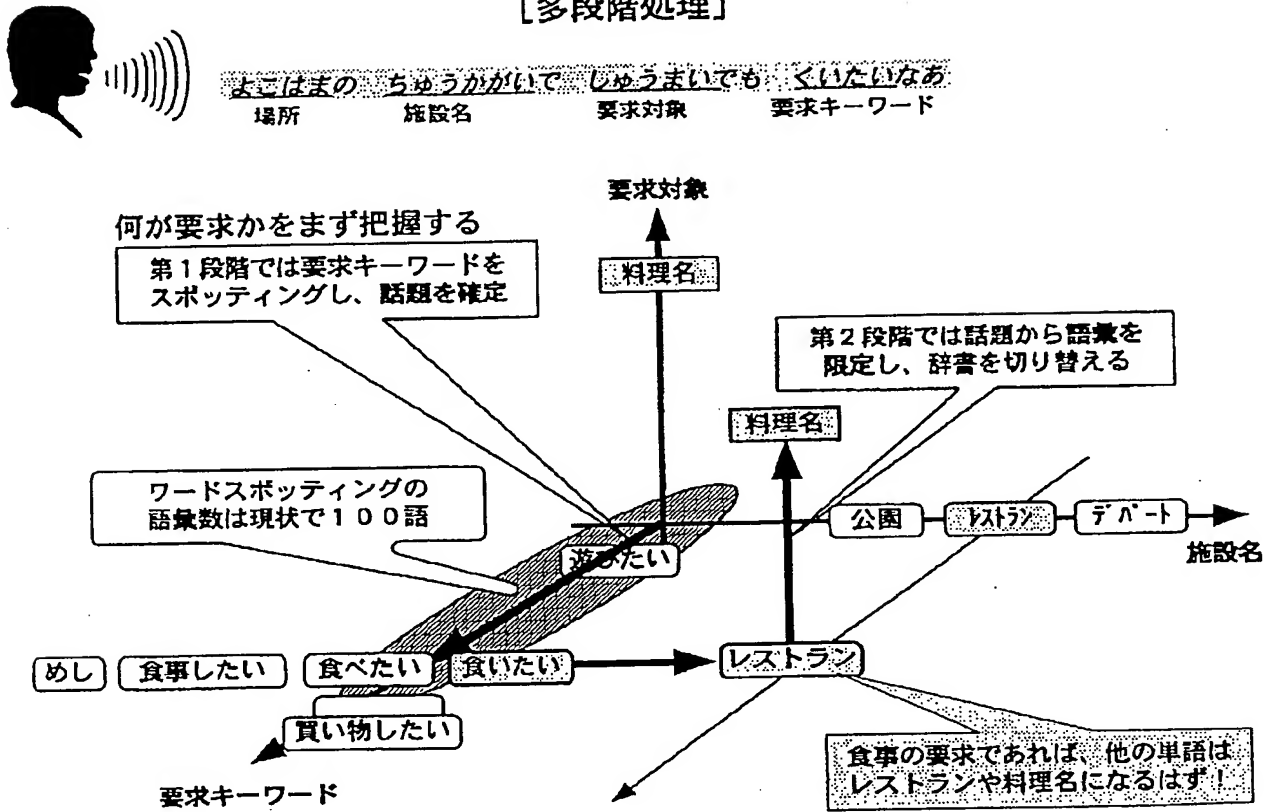 [多段階処理]
よこはまの ちゅうかがいで しゅうまいでも くいたいなあ
場所 施設名 要求対象 要求キーワード
要求対象
何が要求かをまず把握する
第1段階では要求キーワードを
スポッティングし、話題を確定
料理名
第2段階では話題から語彙を
限定し、辞書を切り替える
料理名
ワードスポッティングの
語彙数は現状で100語
公園 レストラン デパート
施設名
遊びたい
めし 食事したい 食べたい 食いたい レストラン
買い物したい
要求キーワード
食事の要求であれば、他の単語は
レストランや料理名になるはず!